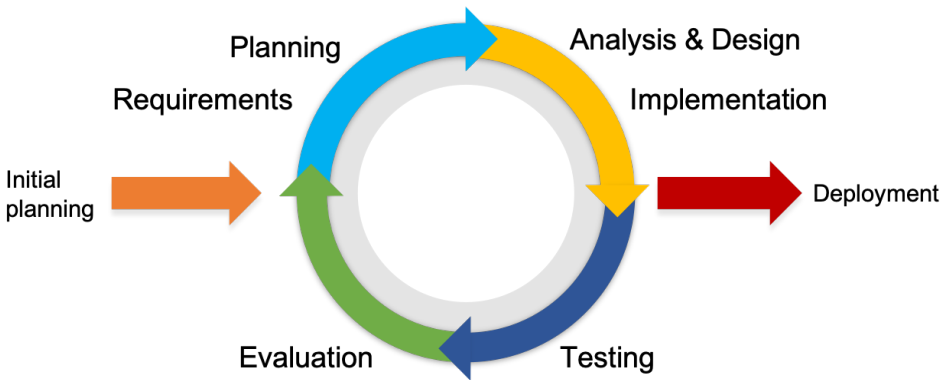 Planning
Analysis & Design
Requirements
Implementation
Initial
planning
Deployment
Evaluation
Testing